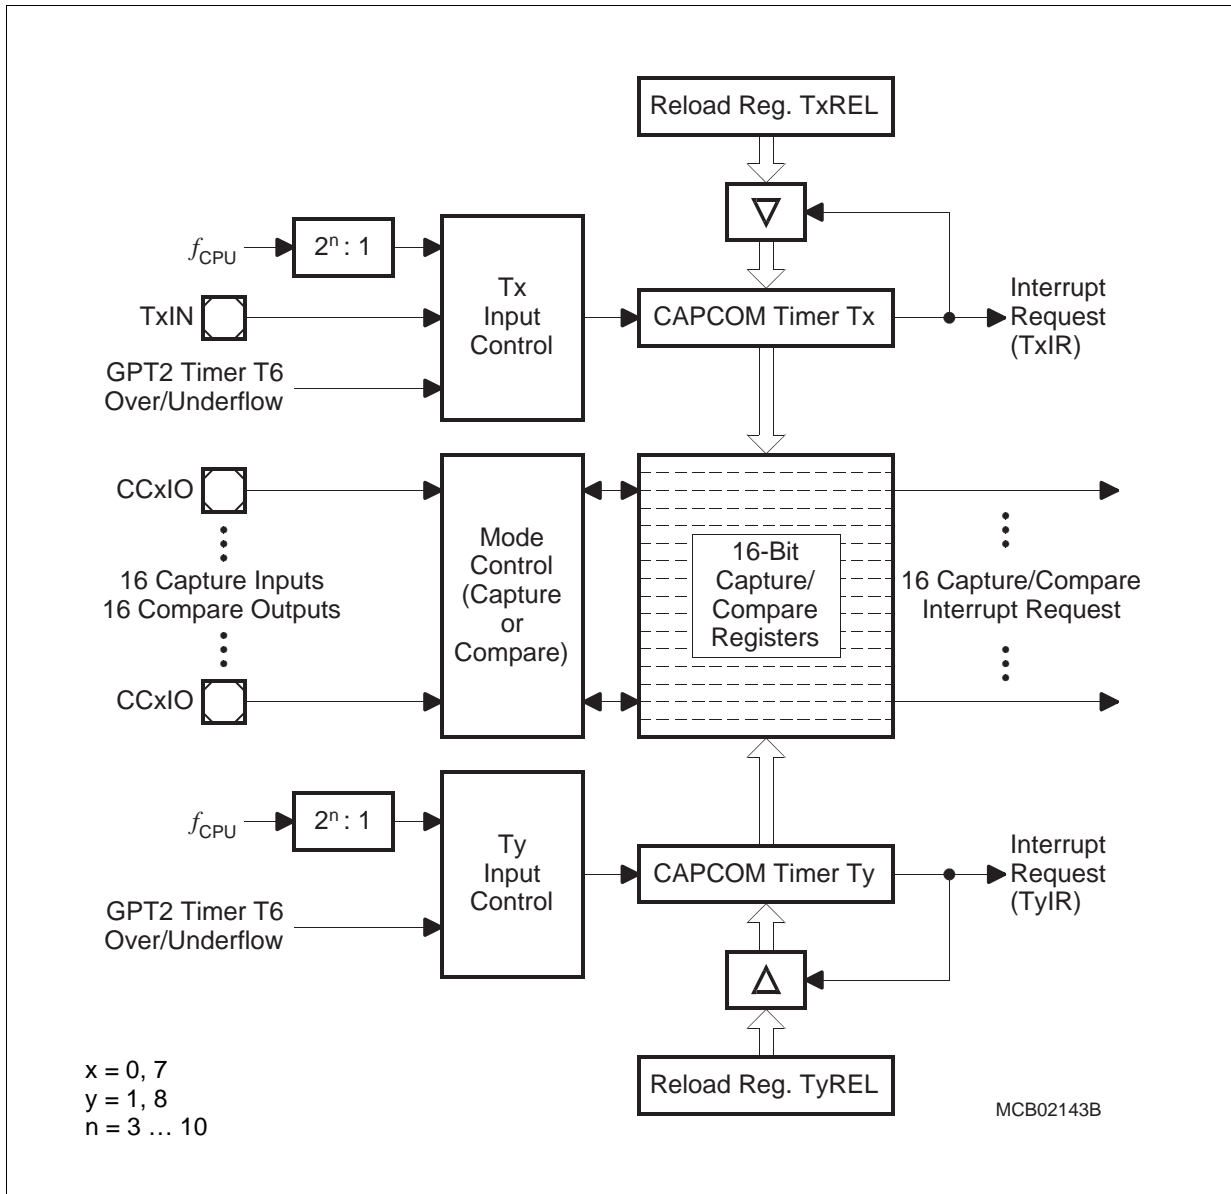 Reload Reg. TxREL
fCPU
2ⁿ : 1
Tx
Input
Control
TxIN
CAPCOM Timer Tx
Interrupt
Request
(TxIR)
GPT2 Timer T6
Over/Underflow
CCxIO
Mode
Control
(Capture
or
Compare)
16-Bit
Capture/
Compare
Registers
16 Capture Inputs
16 Compare Outputs
16 Capture/Compare
Interrupt Request
CCxIO
fCPU
2ⁿ : 1
Ty
Input
Control
CAPCOM Timer Ty
Interrupt
Request
(TyIR)
GPT2 Timer T6
Over/Underflow
Reload Reg. TyREL
x = 0, 7
y = 1, 8
n = 3 … 10
MCB02143B